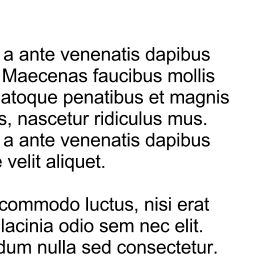 a ante venenatis dapibus
Maecenas faucibus mollis
atoque penatibus et magnis
s, nascetur ridiculus mus.
a ante venenatis dapibus
velit aliquet.
commodo luctus, nisi erat
lacinia odio sem nec elit.
dum nulla sed consectetur.